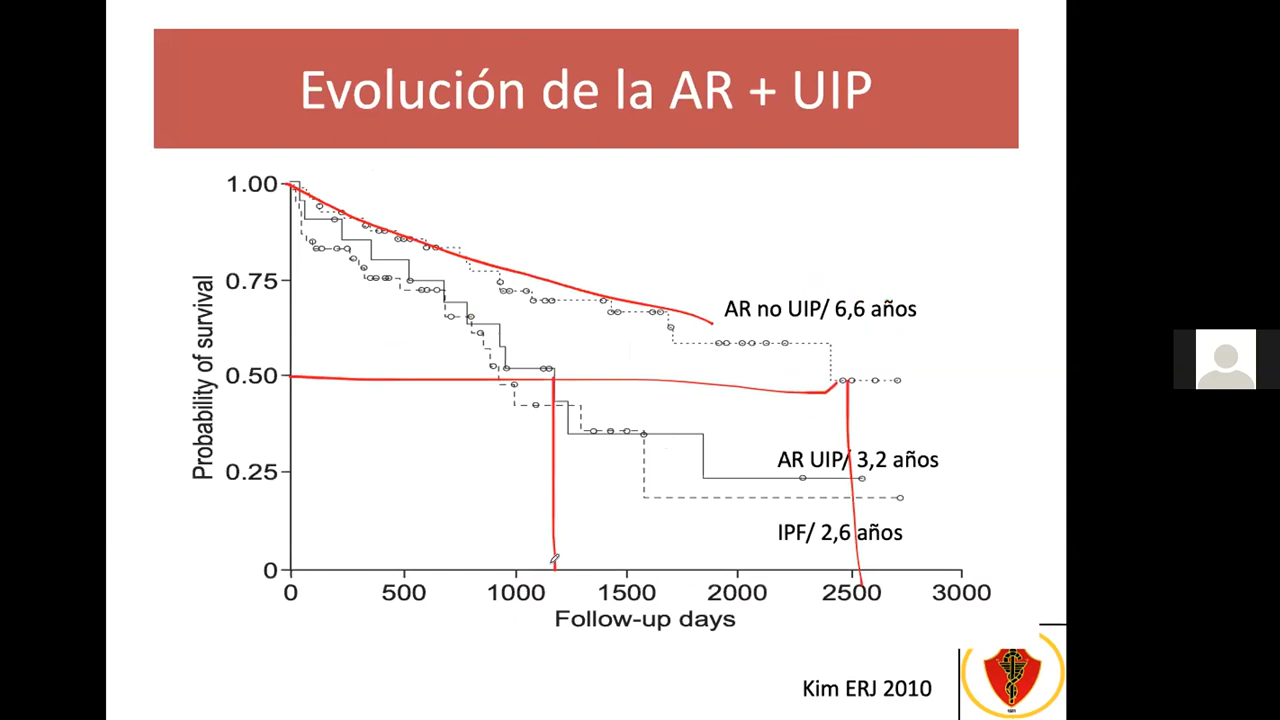 Evolución de la AR + UIP
1.00
0.75
0.50
0.25
0
Probability of survival
AR no UIP/ 6,6 años
AR UIP/ 3,2 años
IPF/ 2,6 años
0 500 1000 1500 2000 2500 3000
Follow-up days
Kim ERJ 2010